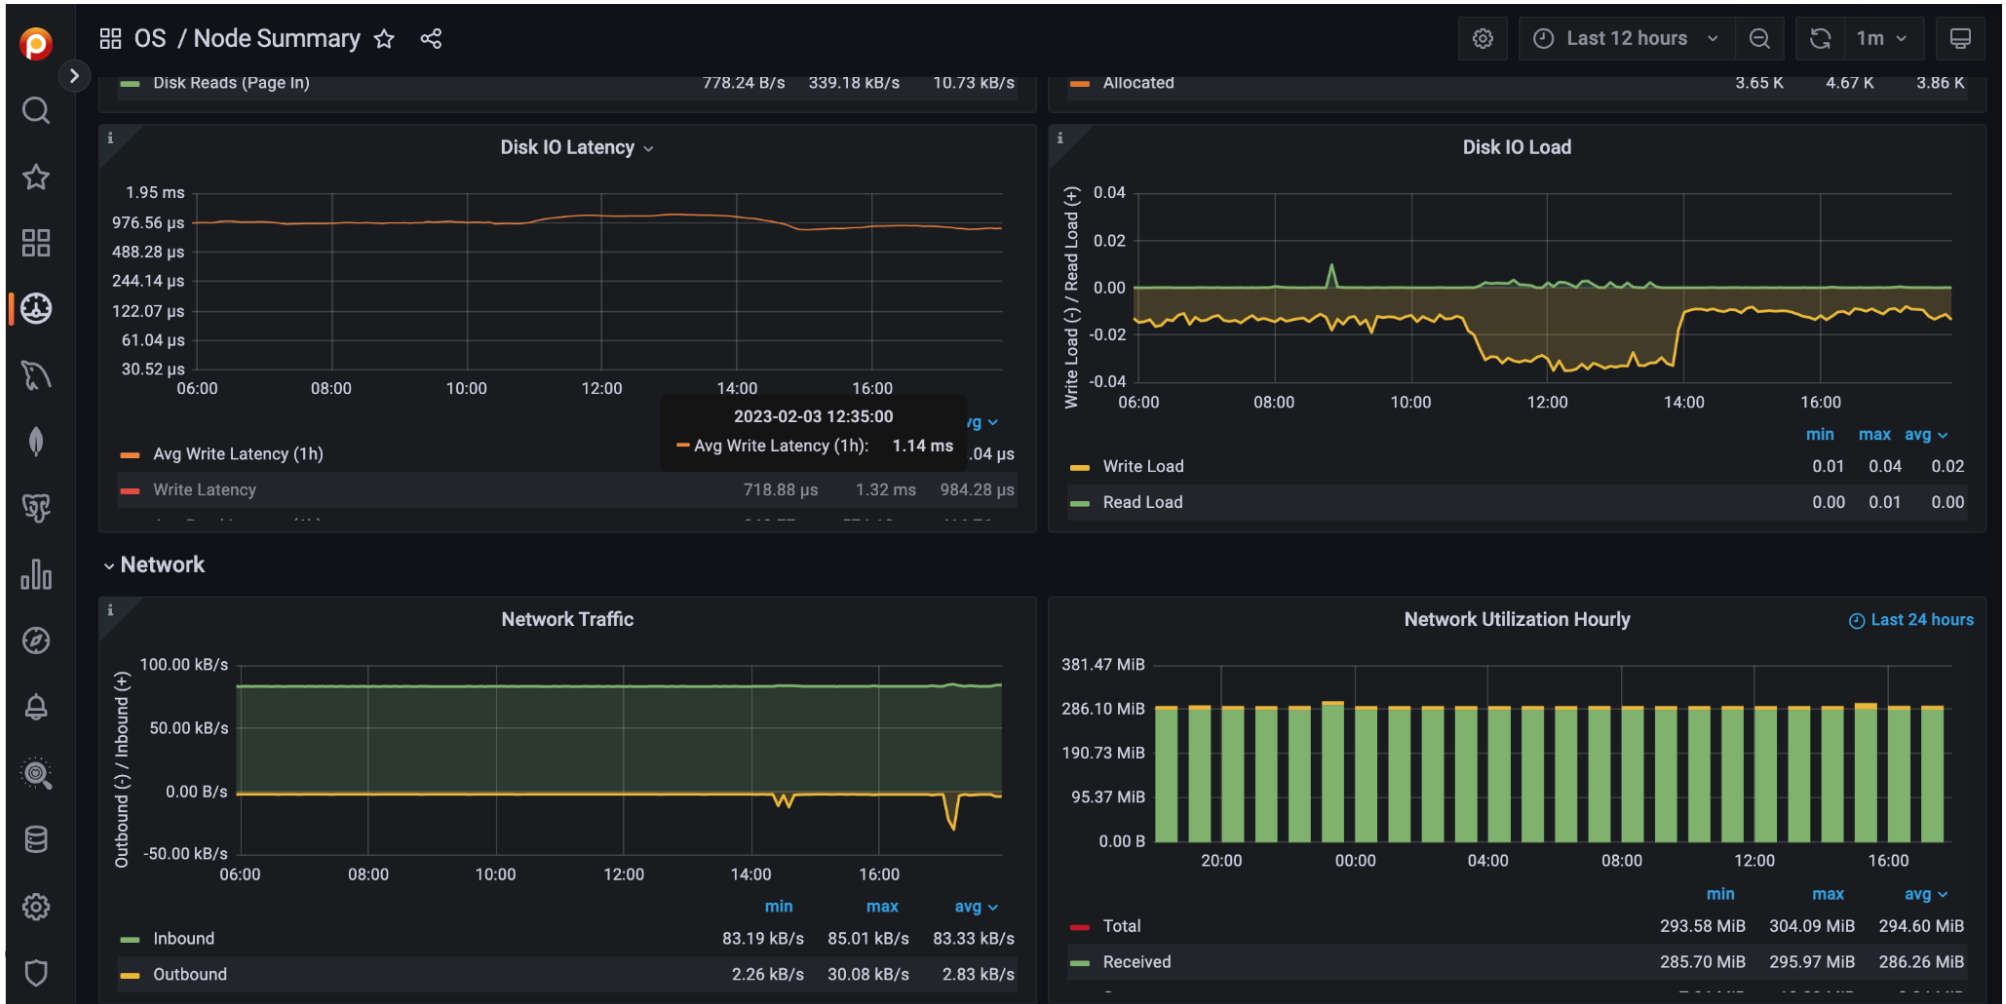 OS / Node Summary
Last 12 hours
1m
Disk Reads (Page In) 778.24 B/s 339.18 kB/s 10.73 kB/s
Allocated 3.65 K 4.67 K 3.86 K
Disk IO Latency
1.95 ms
976.56 µs
488.28 µs
244.14 µs
122.07 µs
61.04 µs
30.52 µs
06:00 08:00 10:00 12:00 14:00 16:00
2023-02-03 12:35:00
Avg Write Latency (1h): 1.14 ms
Avg Write Latency (1h) .04 µs
Write Latency 718.88 µs 1.32 ms 984.28 µs
Disk IO Load
Write Load (-) / Read Load (+)
0.04
0.02
0.00
-0.02
-0.04
06:00 08:00 10:00 12:00 14:00 16:00
min max avg
Write Load 0.01 0.04 0.02
Read Load 0.00 0.01 0.00
Network
Network Traffic
Outbound (-) / Inbound (+)
100.00 kB/s
50.00 kB/s
0.00 B/s
-50.00 kB/s
06:00 08:00 10:00 12:00 14:00 16:00
min max avg
Inbound 83.19 kB/s 85.01 kB/s 83.33 kB/s
Outbound 2.26 kB/s 30.08 kB/s 2.83 kB/s
Network Utilization Hourly
Last 24 hours
381.47 MiB
286.10 MiB
190.73 MiB
95.37 MiB
0.00 B
20:00 00:00 04:00 08:00 12:00 16:00
min max avg
Total 293.58 MiB 304.09 MiB 294.60 MiB
Received 285.70 MiB 295.97 MiB 286.26 MiB